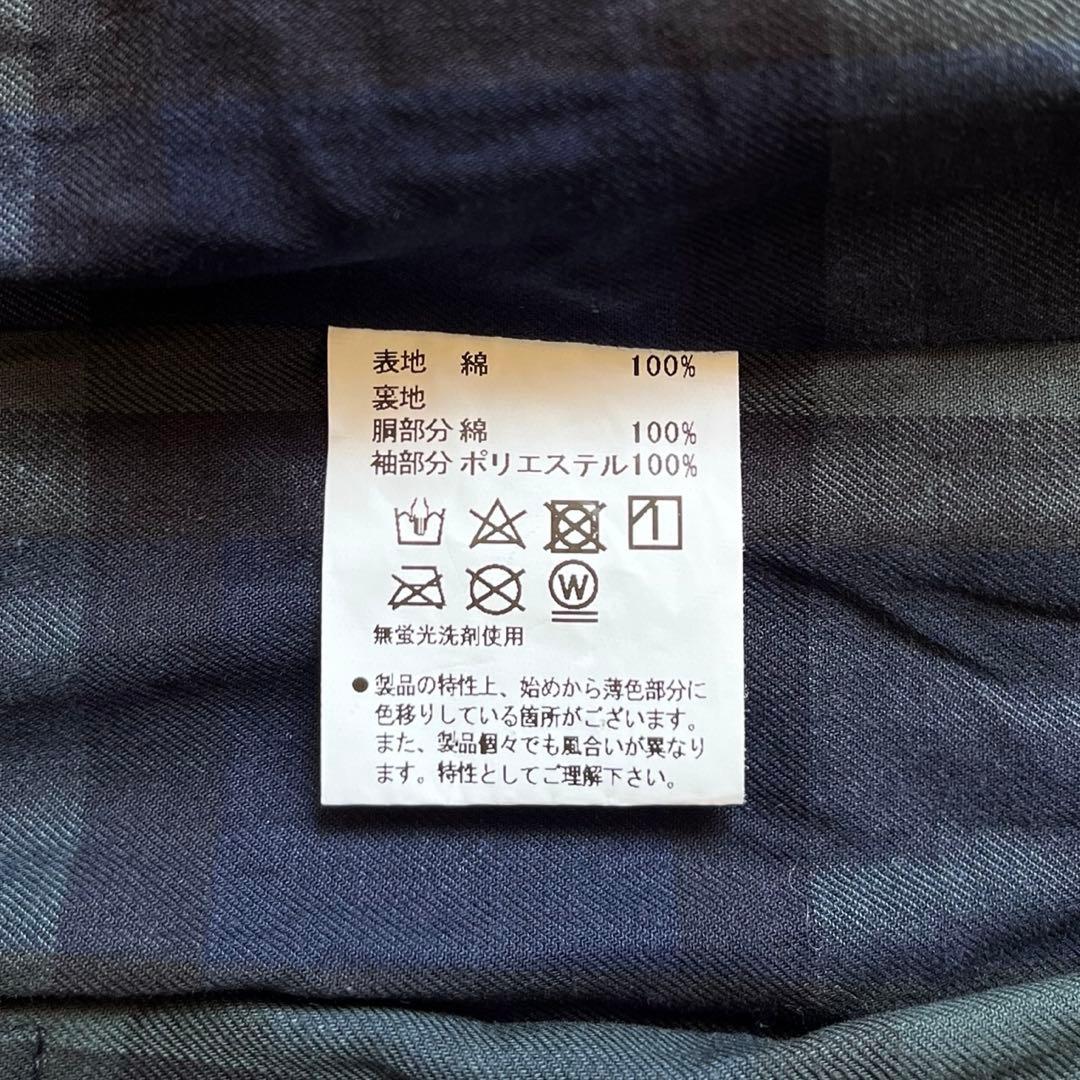 表地 綿 100%
裏地
胴部分 綿 100%
袖部分 ポリエステル100%
W
無蛍光洗剤使用
●製品の特性上、始めから薄色部分に
色移りしている箇所がございます。
また、製品個々でも風合いが異なり
ます。特性としてご理解下さい。